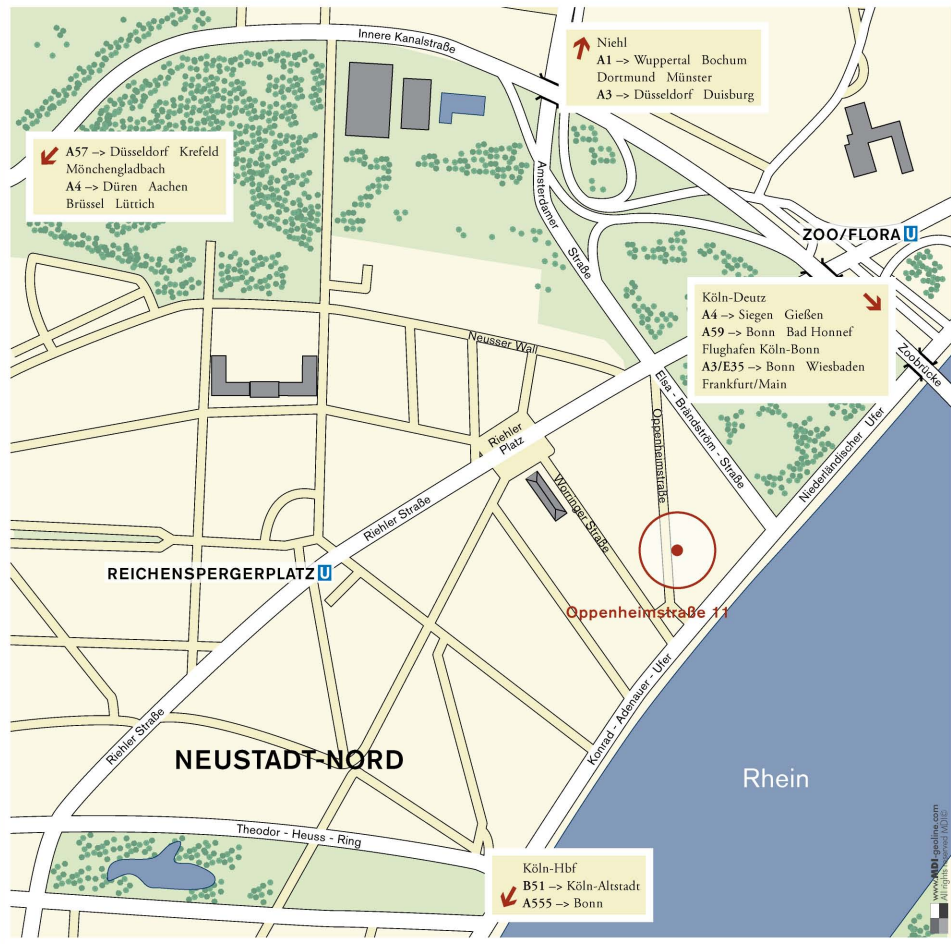 Innere Kanalstraße
Niehl
A1 –> Wuppertal Bochum
Dortmund Münster
A3 –> Düsseldorf Duisburg
A57 –> Düsseldorf Krefeld
Mönchengladbach
A4 –> Düren Aachen
Brüssel Lüttich
Amsterdamer Straße
ZOO/FLORA U
Köln-Deutz
A4 –> Siegen Gießen
A59 –> Bonn Bad Honnef
Flughafen Köln-Bonn
A3/E35 –> Bonn Wiesbaden
Frankfurt/Main
Zoobrücke
Neusser Wall
Elsa - Brändström - Straße
Oppenheimstraße
Niederländischer Ufer
Riehler
Platz
Worringer Straße
Riehler Straße
REICHENSPERGERPLATZ U
Oppenheimstraße 11
Konrad - Adenauer - Ufer
Riehler Straße
NEUSTADT-NORD
Rhein
Theodor - Heuss - Ring
Köln-Hbf
B51 –> Köln-Altstadt
A555 –> Bonn
www.MDI-geoline.com
All rights reserved MDI©